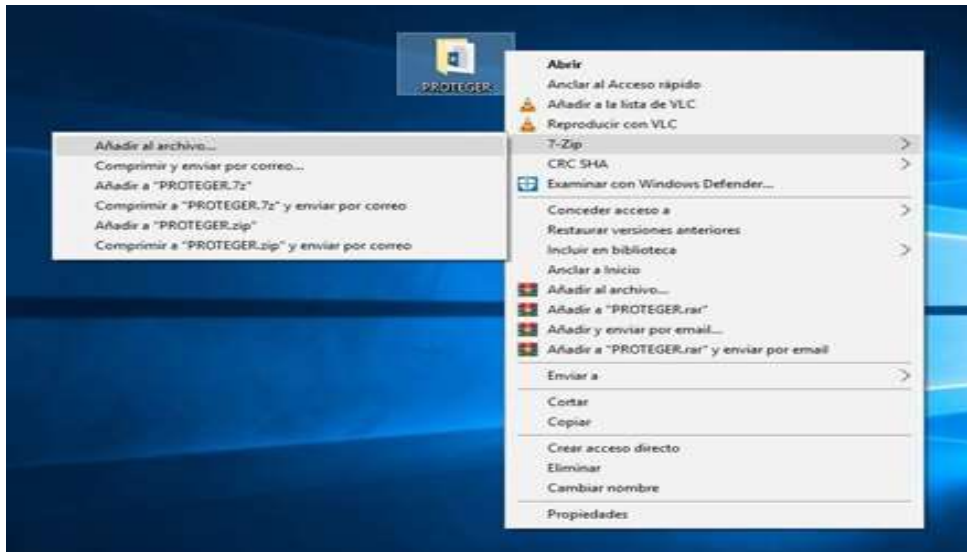 PROTEGER
Abrir
Anclar al Acceso rápido
Añadir a la lista de VLC
Reproducir con VLC
7-Zip
CRC SHA
Examinar con Windows Defender...
Conceder acceso a
Restaurar versiones anteriores
Incluir en biblioteca
Anclar a Inicio
Añadir al archivo...
Añadir a "PROTEGER.rar"
Añadir y enviar por email...
Añadir a "PROTEGER.rar" y enviar por email
Enviar a
Cortar
Copiar
Crear acceso directo
Eliminar
Cambiar nombre
Propiedades
Añadir al archivo...
Comprimir y enviar por correo...
Añadir a "PROTEGER.7z"
Comprimir a "PROTEGER.7z" y enviar por correo
Añadir a "PROTEGER.zip"
Comprimir a "PROTEGER.zip" y enviar por correo